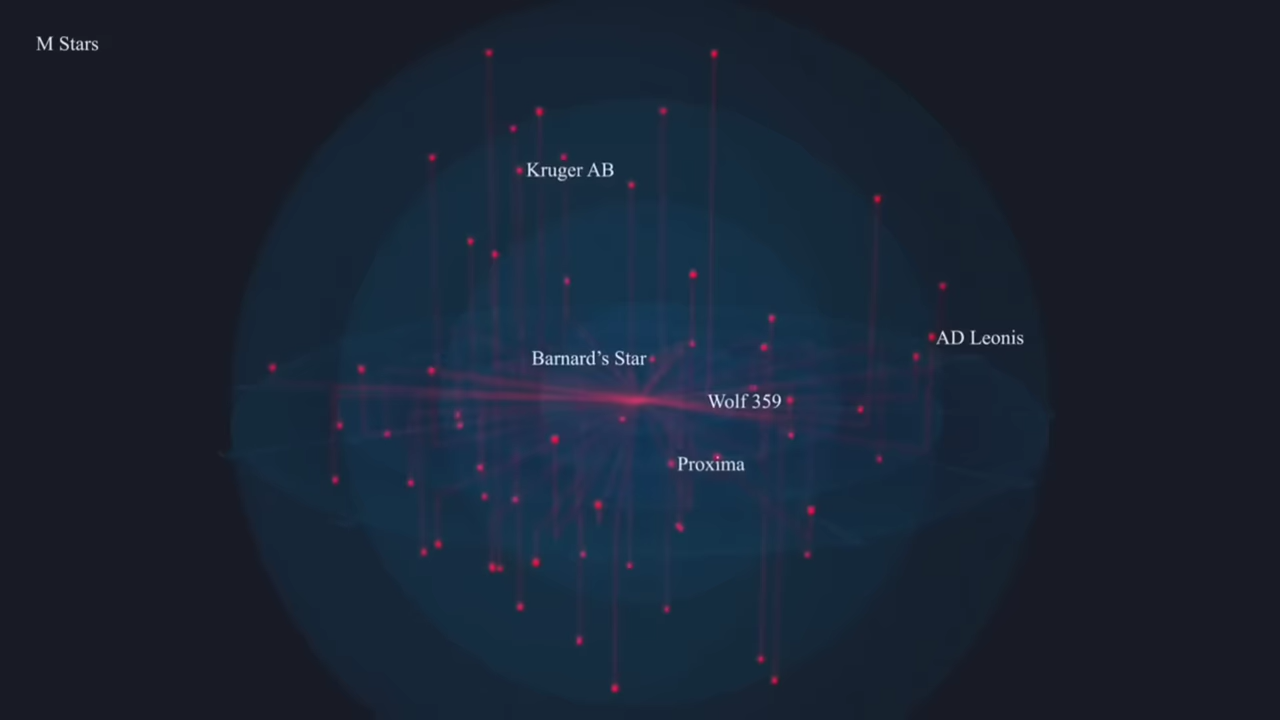 M Stars
Kruger AB
AD Leonis
Barnard’s Star
Wolf 359
Proxima